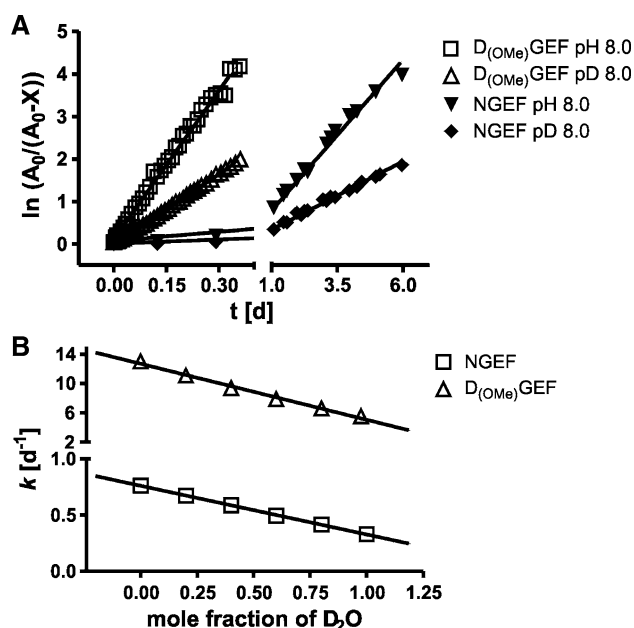 A
ln (A0/(A0-X))
5
4
3
2
1
0
0.00 0.15 0.30 1.0 3.5 6.0
t [d]
D(OMe)GEF pH 8.0
D(OMe)GEF pD 8.0
NGEF pH 8.0
NGEF pD 8.0
B
k [d-1]
14
10
6
2
1.0
0.5
0.0
0.00 0.25 0.50 0.75 1.00 1.25
mole fraction of D2O
NGEF
D(OMe)GEF